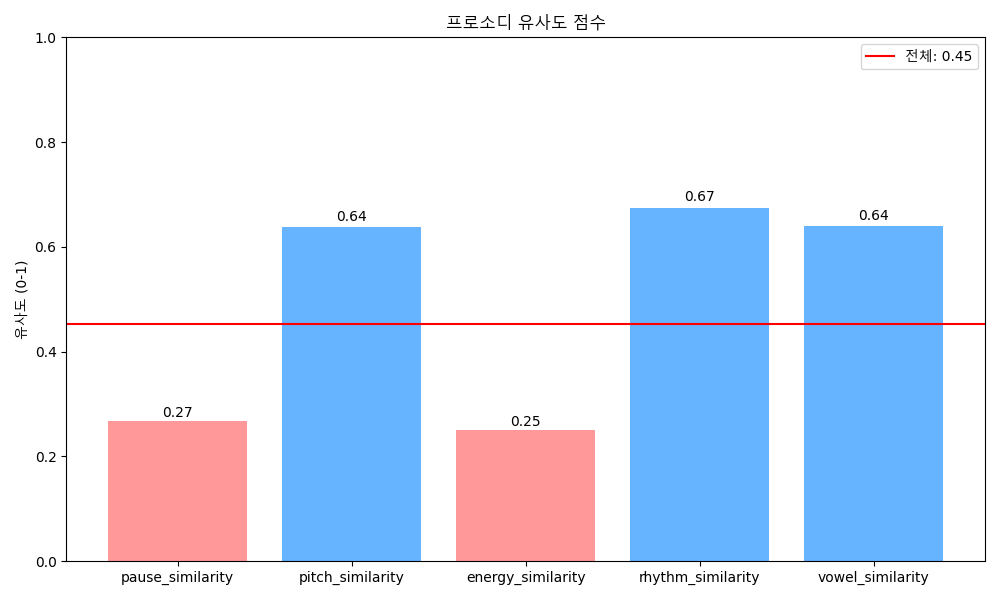 프로소디 유사도 점수
전체: 0.45
유사도 (0-1)
1.0
0.8
0.6
0.4
0.2
0.0
0.27
0.64
0.25
0.67
0.64
pause_similarity
pitch_similarity
energy_similarity
rhythm_similarity
vowel_similarity